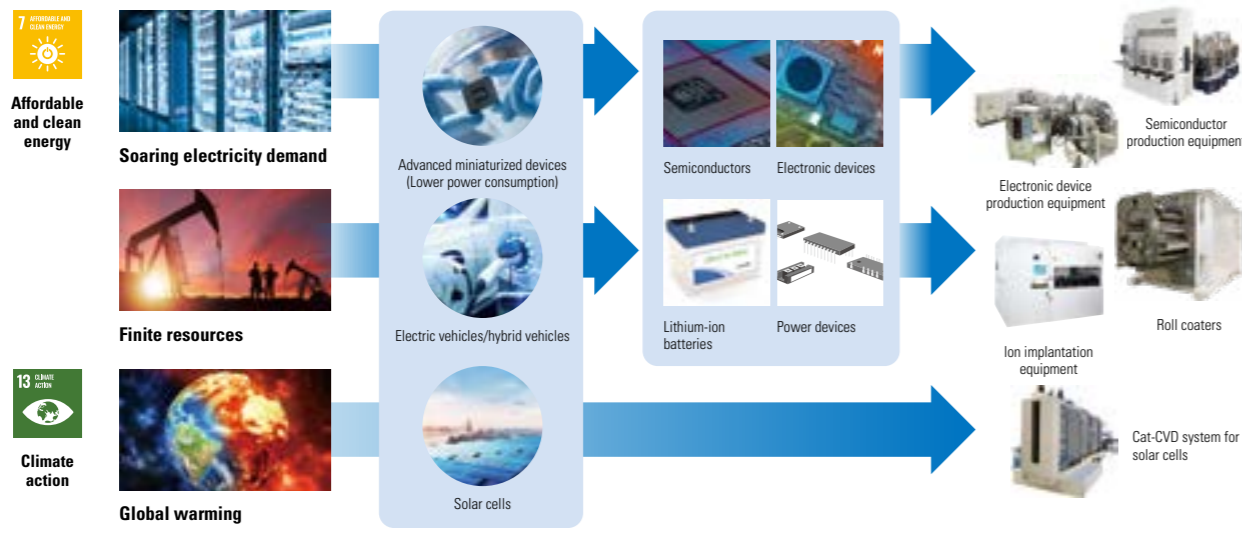 7 AFFORDABLE AND
CLEAN ENERGY
Affordable
and clean
energy
Soaring electricity demand
Advanced miniaturized devices
(Lower power consumption)
Semiconductors
Electronic devices
Semiconductor
production equipment
Electronic device
production equipment
Finite resources
Electric vehicles/hybrid vehicles
Lithium-ion
batteries
Power devices
Roll coaters
Ion implantation
equipment
13 CLIMATE
ACTION
Climate
action
Global warming
Solar cells
Cat-CVD system for
solar cells